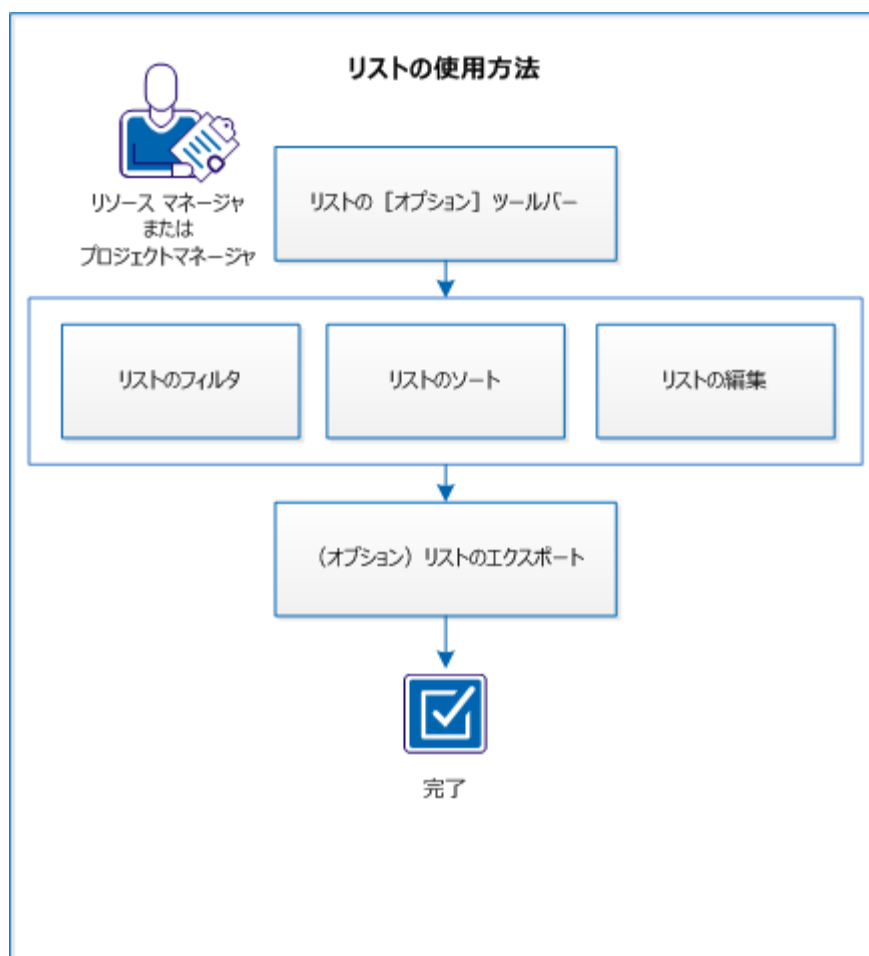 リストの使用方法
リソース マネージャ
または
プロジェクトマネージャ
リストの［オプション］ツールバー
リストのフィルタ
リストのソート
リストの編集
（オプション）リストのエクスポート
完了